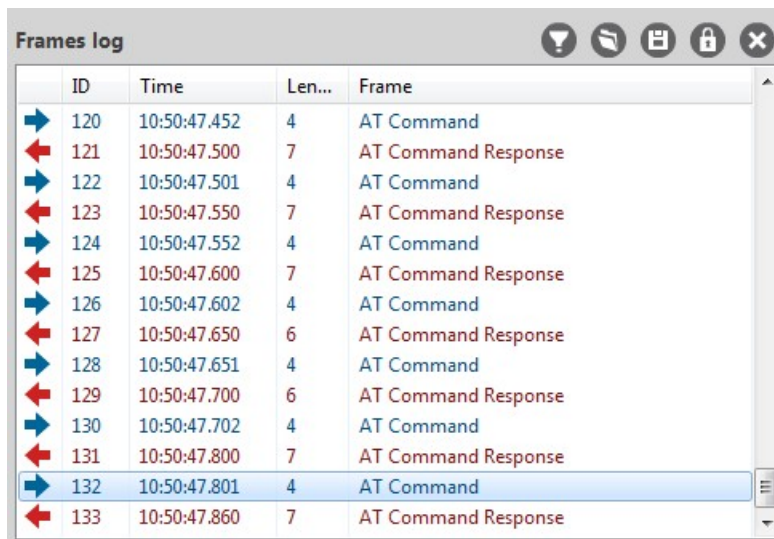 Frames log
ID Time Len... Frame
120 10:50:47.452 4 AT Command
121 10:50:47.500 7 AT Command Response
122 10:50:47.501 4 AT Command
123 10:50:47.550 7 AT Command Response
124 10:50:47.552 4 AT Command
125 10:50:47.600 7 AT Command Response
126 10:50:47.602 4 AT Command
127 10:50:47.650 6 AT Command Response
128 10:50:47.651 4 AT Command
129 10:50:47.700 6 AT Command Response
130 10:50:47.702 4 AT Command
131 10:50:47.800 7 AT Command Response
132 10:50:47.801 4 AT Command
133 10:50:47.860 7 AT Command Response